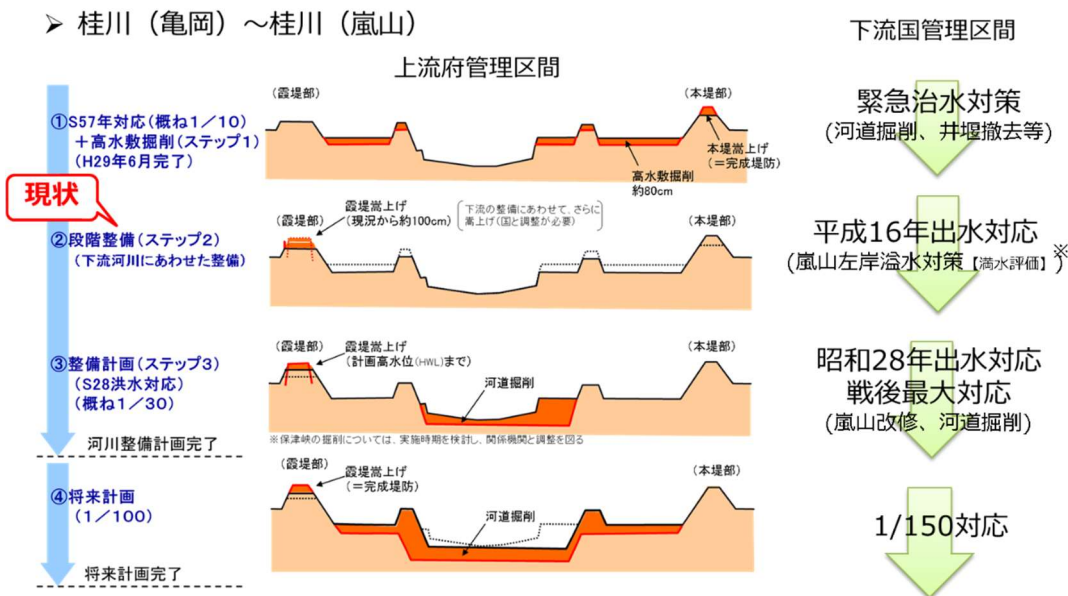 ➢ 桂川（亀岡）～桂川（嵐山）
上流府管理区間
下流国管理区間
①S57年対応（概ね1／10）
＋高水敷掘削（ステップ1）
（H29年6月完了）
（霞堤部）
（本堤部）
本堤嵩上げ
（＝完成堤防）
高水敷掘削
約80cm
緊急治水対策
(河道掘削、井堰撤去等)
現状
②段階整備（ステップ2）
（下流河川にあわせた整備）
（霞堤部）
霞堤嵩上げ
（現況から約100cm）
下流の整備にあわせて、さらに
嵩上げ（国と調整が必要）
（本堤部）
平成16年出水対応
(嵐山左岸溢水対策【満水評価】)※
③整備計画（ステップ3）
（S28洪水対応）
（概ね1／30）
河川整備計画完了
（霞堤部）
霞堤嵩上げ
（計画高水位（HWL）まで）
河道掘削
（本堤部）
※保津峡の掘削については、実施時期を検討し、関係機関と調整を図る
昭和28年出水対応
戦後最大対応
(嵐山改修、河道掘削)
④将来計画
（1／100）
将来計画完了
（霞堤部）
霞堤嵩上げ
（＝完成堤防）
河道掘削
（本堤部）
1/150対応